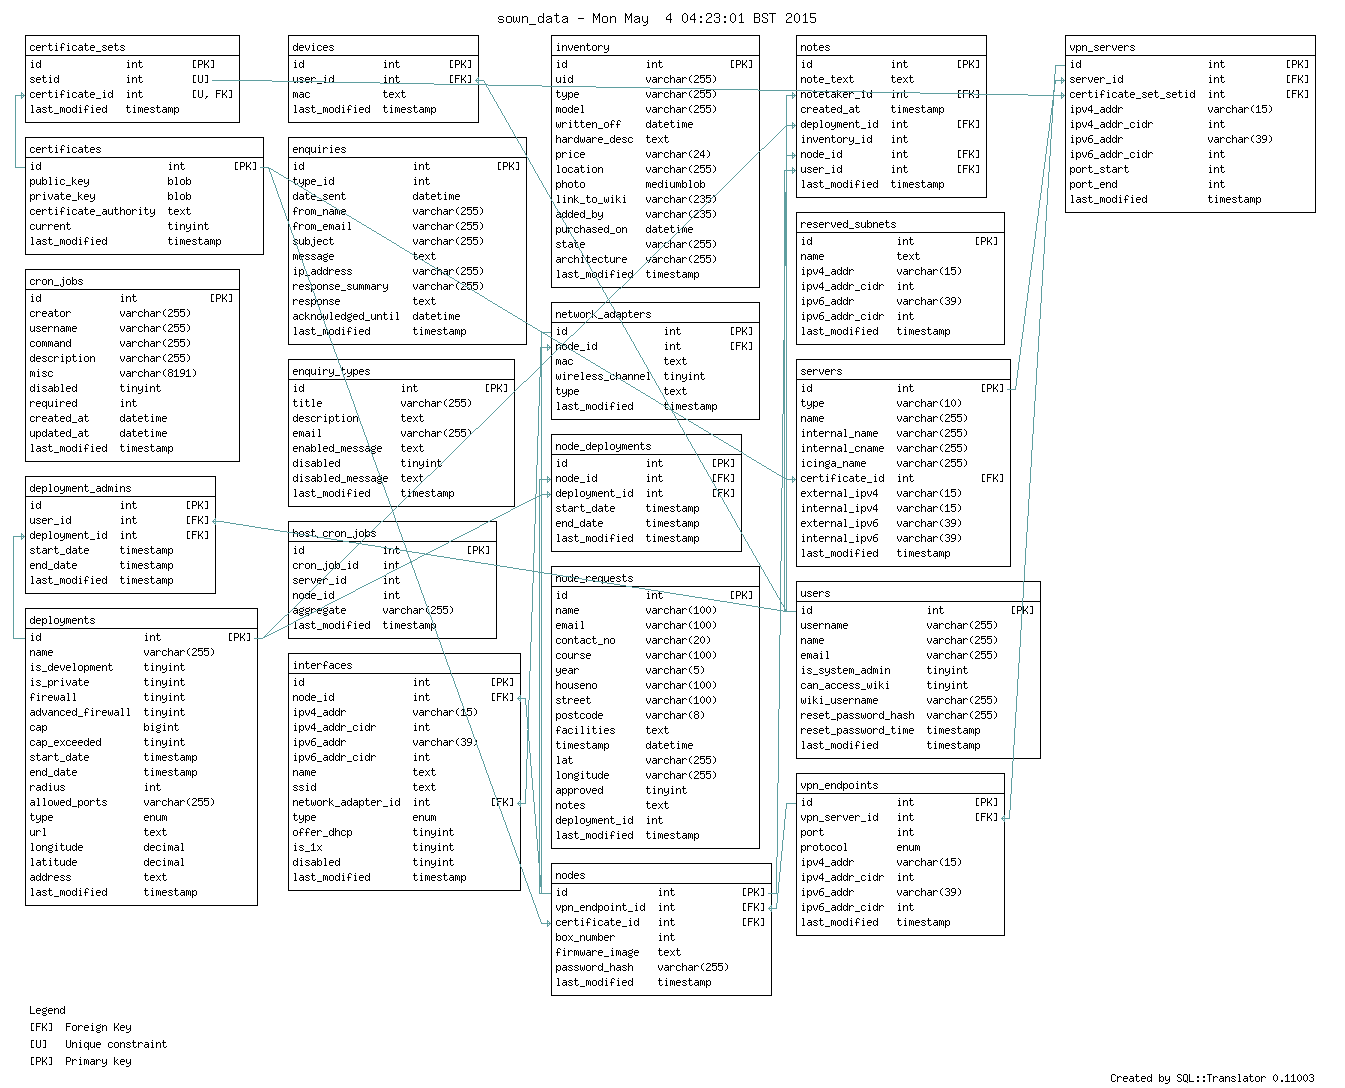 sown_data - Mon May  4 04:23:01 BST 2015
certificate_sets
id int [PK]
setid int [U]
certificate_id int [U, FK]
last_modified timestamp
certificates
id int [PK]
public_key blob
private_key blob
certificate_authority text
current tinyint
last_modified timestamp
cron_jobs
id int [PK]
creator varchar(255)
username varchar(255)
command varchar(255)
description varchar(255)
misc varchar(8191)
disabled tinyint
required int
created_at datetime
updated_at datetime
last_modified timestamp
deployment_admins
id int [PK]
user_id int [FK]
deployment_id int [FK]
start_date timestamp
end_date timestamp
last_modified timestamp
deployments
id int [PK]
name varchar(255)
is_development tinyint
is_private tinyint
firewall tinyint
advanced_firewall tinyint
cap bigint
cap_exceeded tinyint
start_date timestamp
end_date timestamp
radius int
allowed_ports varchar(255)
type enum
url text
longitude decimal
latitude decimal
address text
last_modified timestamp
devices
id int [PK]
user_id int [FK]
mac text
last_modified timestamp
enquiries
id int [PK]
type_id int
date_sent datetime
from_name varchar(255)
from_email varchar(255)
subject varchar(255)
message text
ip_address varchar(255)
response_summary varchar(255)
response text
acknowledged_until datetime
last_modified timestamp
enquiry_types
id int [PK]
title varchar(255)
description text
email varchar(255)
enabled_message text
disabled tinyint
disabled_message text
last_modified timestamp
host_cron_jobs
id int [PK]
cron_job_id int
server_id int
node_id int
aggregate varchar(255)
last_modified timestamp
interfaces
id int [PK]
node_id int [FK]
ipv4_addr varchar(15)
ipv4_addr_cidr int
ipv6_addr varchar(39)
ipv6_addr_cidr int
name text
ssid text
network_adapter_id int [FK]
type enum
offer_dhcp tinyint
is_1x tinyint
disabled tinyint
last_modified timestamp
inventory
id int [PK]
uid varchar(255)
type varchar(255)
model varchar(255)
written_off datetime
hardware_desc text
price varchar(24)
location varchar(255)
photo mediumblob
link_to_wiki varchar(235)
added_by varchar(235)
purchased_on datetime
state varchar(255)
architecture varchar(255)
last_modified timestamp
network_adapters
id int [PK]
node_id int [FK]
mac text
wireless_channel tinyint
type text
last_modified timestamp
node_deployments
id int [PK]
node_id int [FK]
deployment_id int [FK]
start_date timestamp
end_date timestamp
last_modified timestamp
node_requests
id int [PK]
name varchar(100)
email varchar(100)
contact_no varchar(20)
course varchar(100)
year varchar(5)
houseno varchar(100)
street varchar(100)
postcode varchar(8)
facilities text
timestamp datetime
lat varchar(255)
longitude varchar(255)
approved tinyint
notes text
deployment_id int
last_modified timestamp
nodes
id int [PK]
vpn_endpoint_id int [FK]
certificate_id int [FK]
box_number int
firmware_image text
password_hash varchar(255)
last_modified timestamp
notes
id int [PK]
note_text text
notetaker_id int [FK]
created_at timestamp
deployment_id int [FK]
inventory_id int
node_id int [FK]
user_id int [FK]
last_modified timestamp
reserved_subnets
id int [PK]
name text
ipv4_addr varchar(15)
ipv4_addr_cidr int
ipv6_addr varchar(39)
ipv6_addr_cidr int
last_modified timestamp
servers
id int [PK]
type varchar(10)
name varchar(255)
internal_name varchar(255)
internal_cname varchar(255)
icinga_name varchar(255)
certificate_id int [FK]
external_ipv4 varchar(15)
internal_ipv4 varchar(15)
external_ipv6 varchar(39)
internal_ipv6 varchar(39)
last_modified timestamp
users
id int [PK]
username varchar(255)
name varchar(255)
email varchar(255)
is_system_admin tinyint
can_access_wiki tinyint
wiki_username varchar(255)
reset_password_hash varchar(255)
reset_password_time timestamp
last_modified timestamp
vpn_endpoints
id int [PK]
vpn_server_id int [FK]
port int
protocol enum
ipv4_addr varchar(15)
ipv4_addr_cidr int
ipv6_addr varchar(39)
ipv6_addr_cidr int
last_modified timestamp
vpn_servers
id int [PK]
server_id int [FK]
certificate_set_setid int [FK]
ipv4_addr varchar(15)
ipv4_addr_cidr int
ipv6_addr varchar(39)
ipv6_addr_cidr int
port_start int
port_end int
last_modified timestamp
Legend
[FK] Foreign Key
[U] Unique constraint
[PK] Primary key
Created by SQL::Translator 0.11003